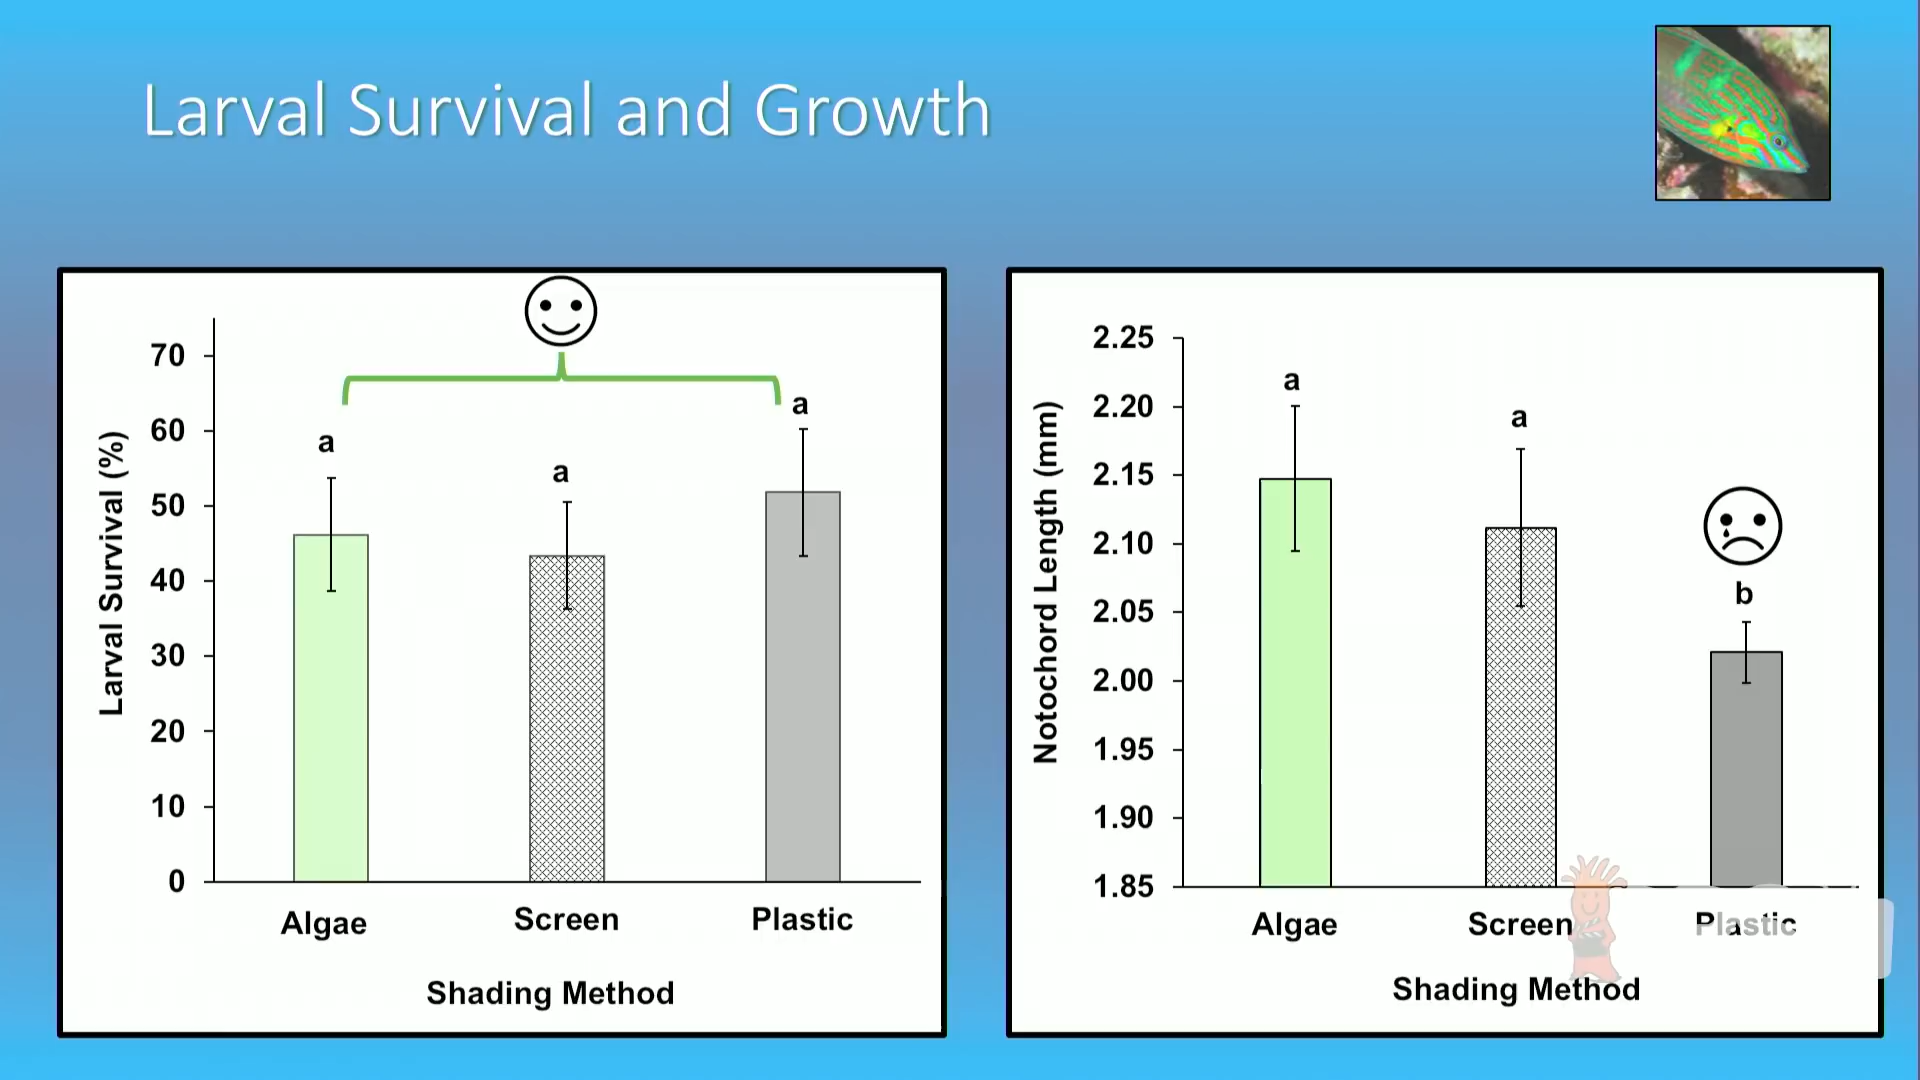 Larval Survival and Growth
Larval Survival (%)
70
60
50
40
30
20
10
0
a
a
a
Algae
Screen
Plastic
Shading Method
Notochord Length (mm)
2.25
2.20
2.15
2.10
2.05
2.00
1.95
1.90
1.85
a
a
b
Algae
Screen
Plastic
Shading Method